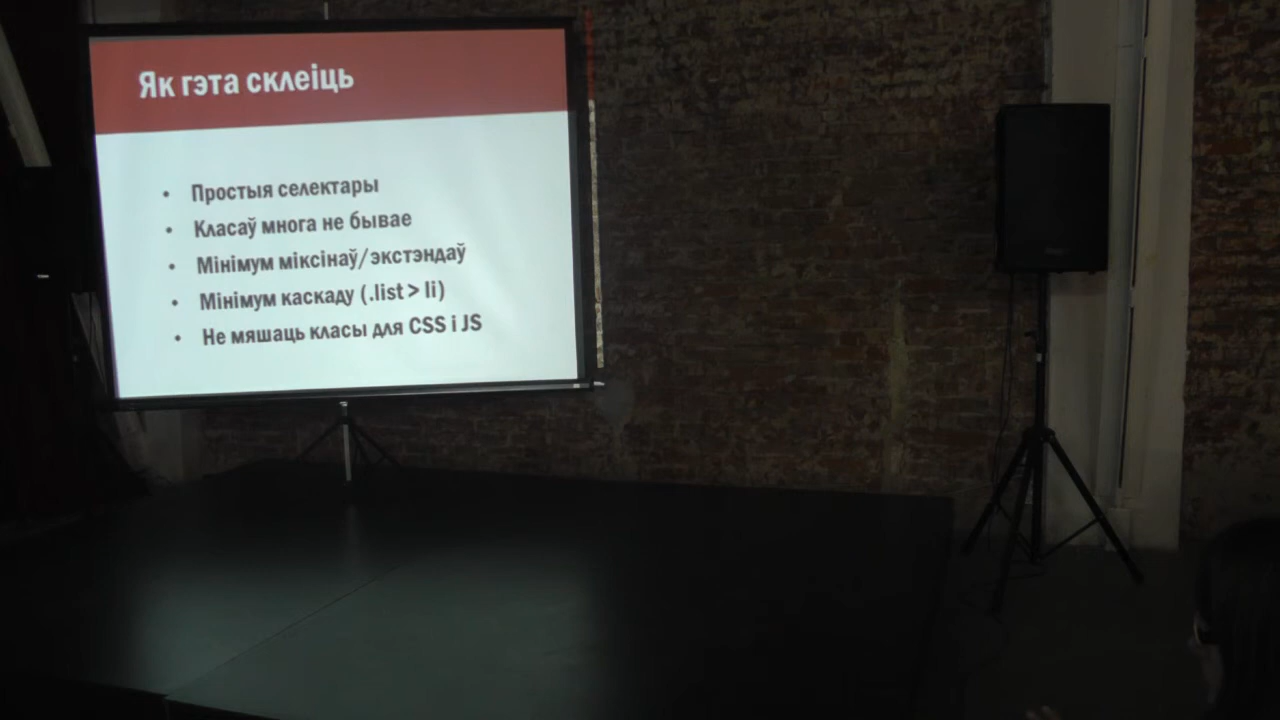 Як гэта склеіць
• Простыя селектары
• Класаў многа не бывае
• Мінімум міксінаў/экстэндаў
• Мінімум каскаду (.list > li)
• Не мяшаць класы для CSS і JS